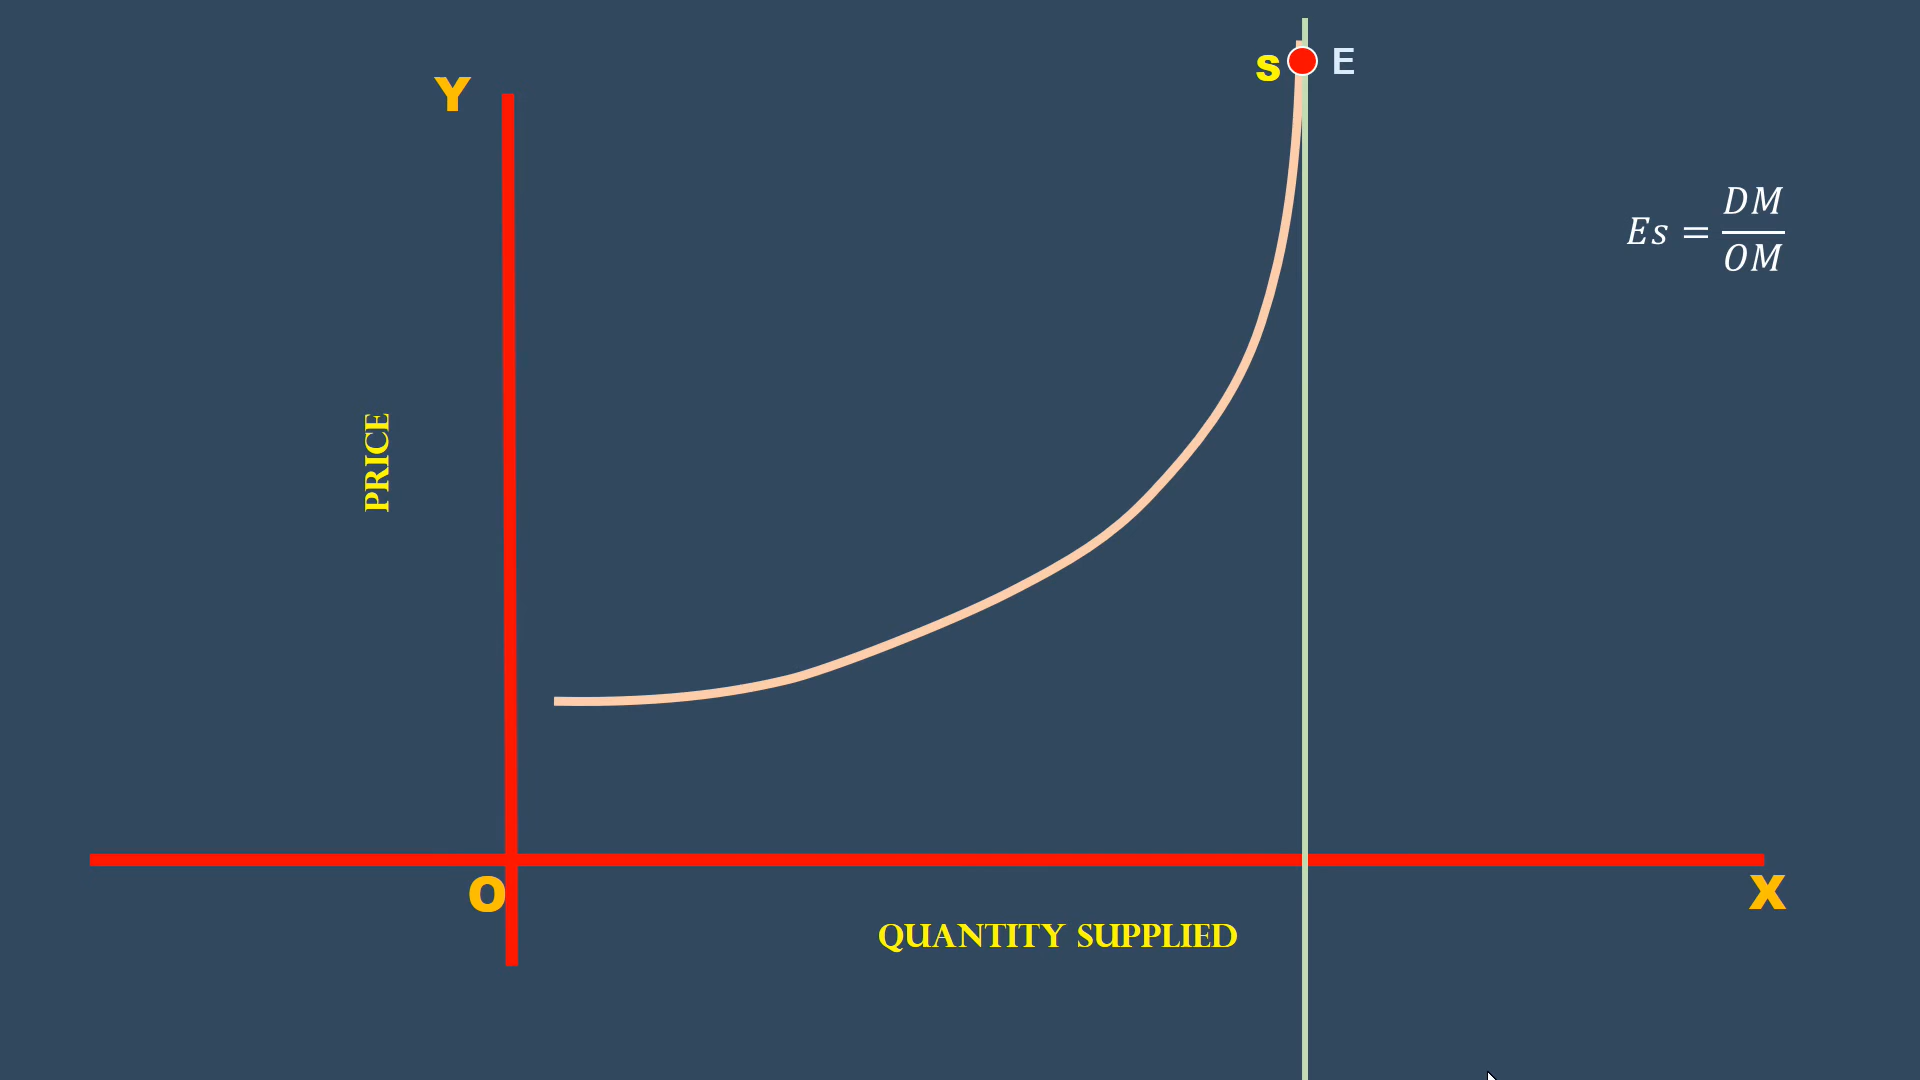 S E
Y
Es = DM/OM
PRICE
O
X
QUANTITY SUPPLIED